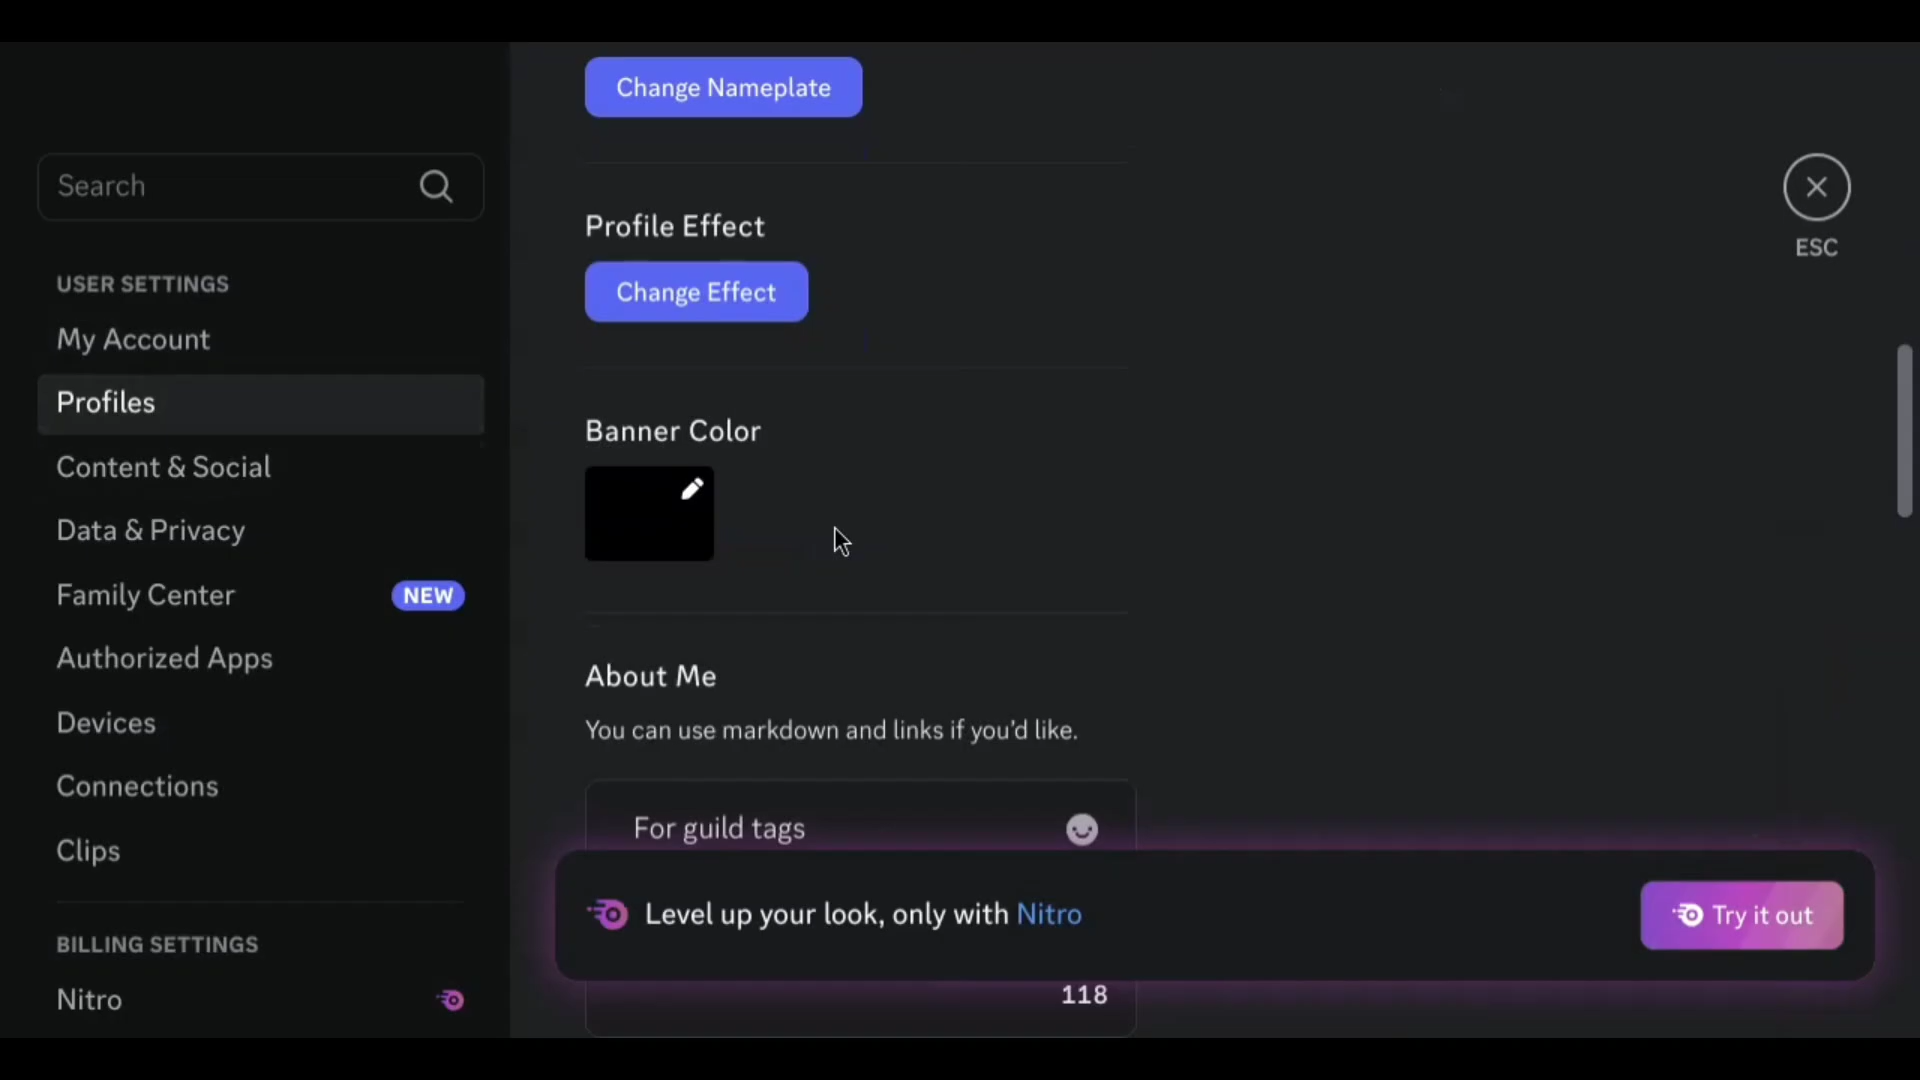 Search
USER SETTINGS
My Account
Profiles
Content & Social
Data & Privacy
Family Center
NEW
Authorized Apps
Devices
Connections
Clips
BILLING SETTINGS
Nitro
Change Nameplate
Profile Effect
Change Effect
Banner Color
About Me
You can use markdown and links if you’d like.
For guild tags
Level up your look, only with Nitro
Try it out
118
ESC